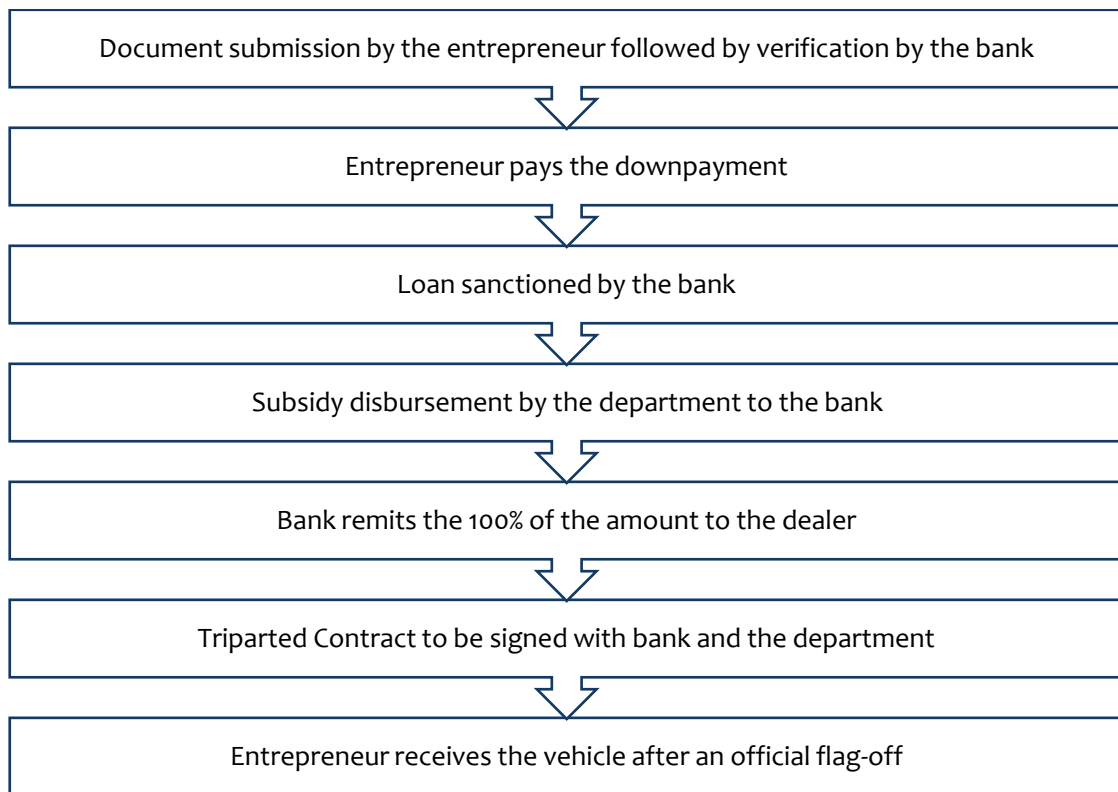 Document submission by the entrepreneur followed by verification by the bank
Entrepreneur pays the downpayment
Loan sanctioned by the bank
Subsidy disbursement by the department to the bank
Bank remits the 100% of the amount to the dealer
Triparted Contract to be signed with bank and the department
Entrepreneur receives the vehicle after an official flag-off